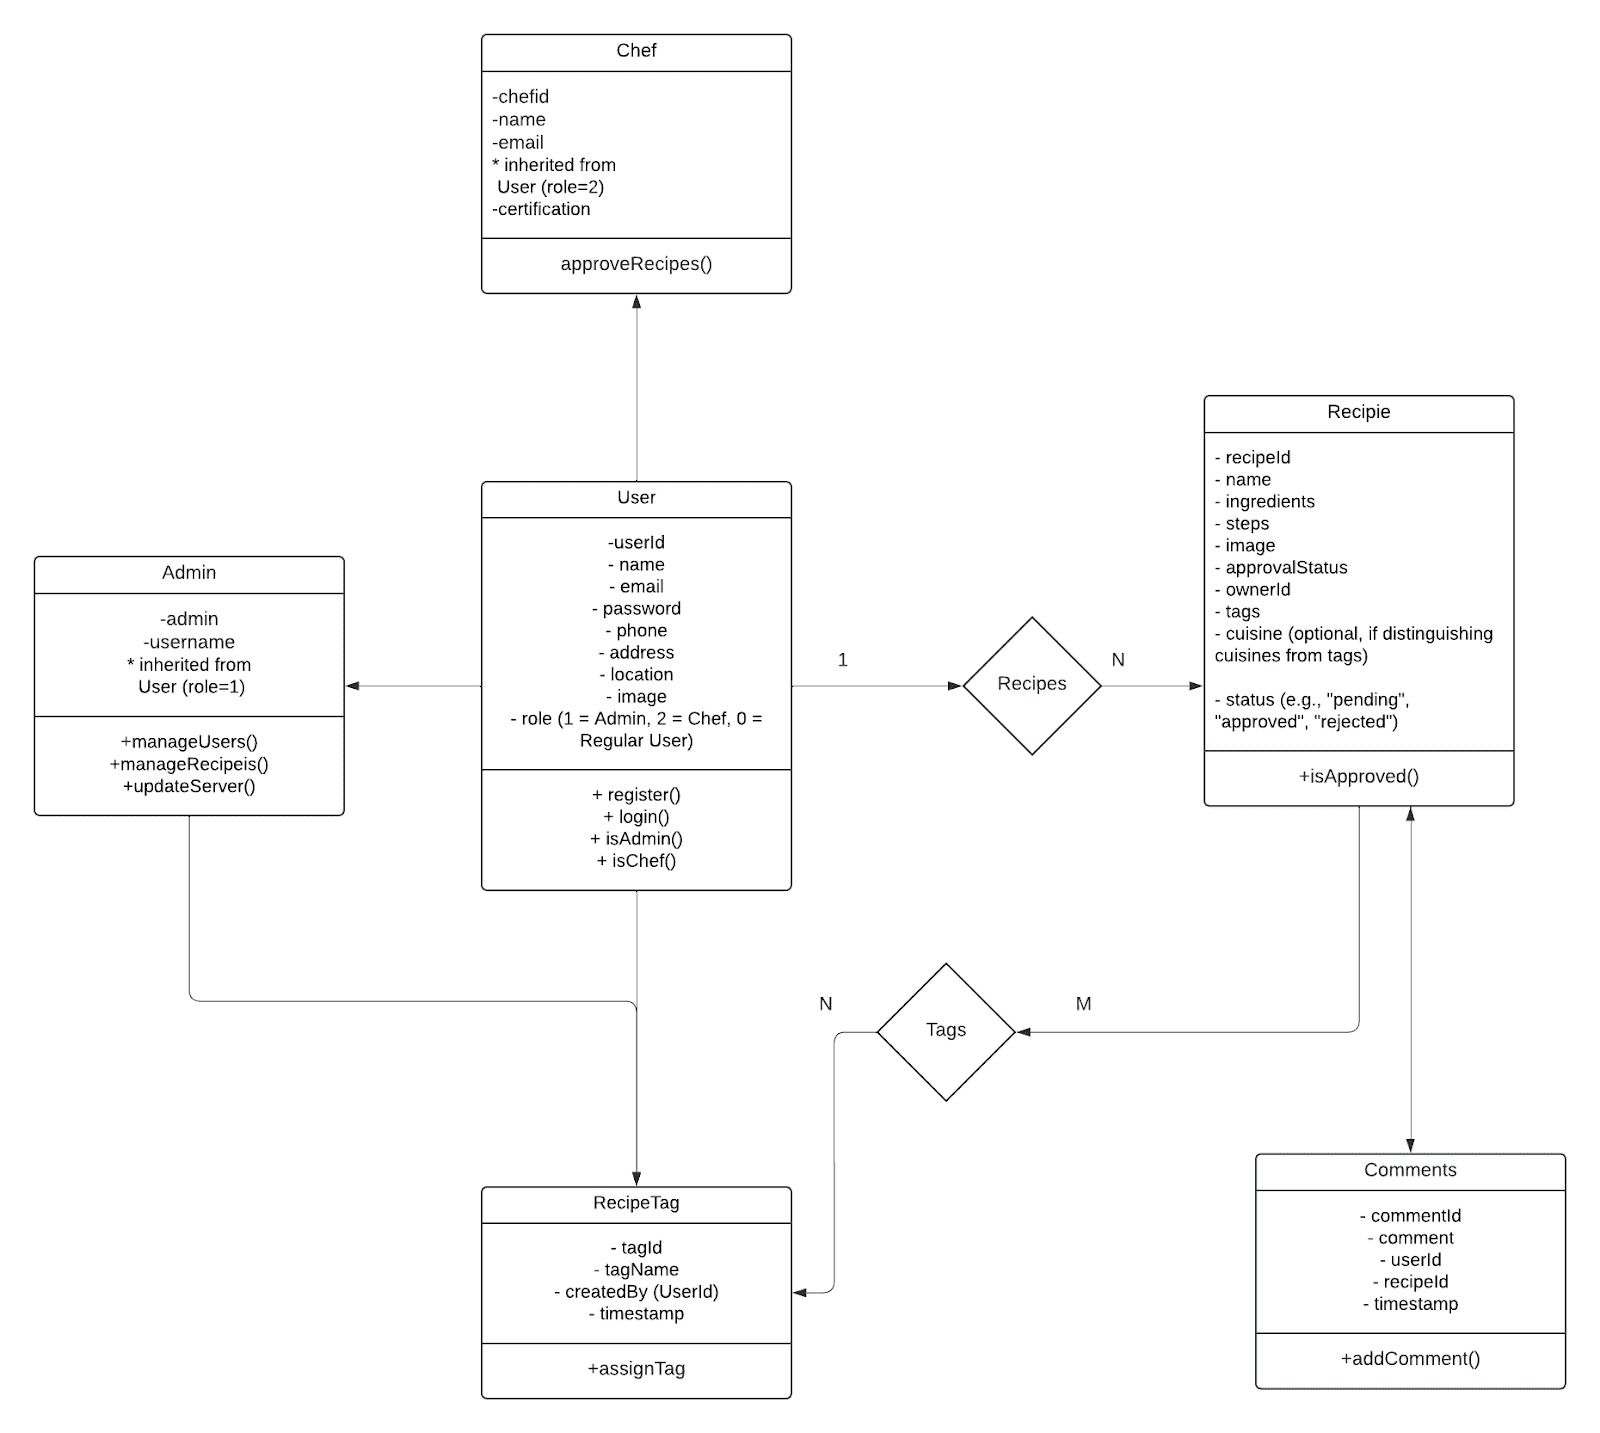 Chef
-chefid
-name
-email
* inherited from
User (role=2)
-certification
approveRecipes()
Recipie
- recipeId
- name
- ingredients
- steps
- image
- approvalStatus
- ownerId
- tags
- cuisine (optional, if distinguishing
cuisines from tags)
- status (e.g., "pending",
"approved", "rejected")
+isApproved()
User
-userId
- name
- email
- password
- phone
- address
- location
- image
- role (1 = Admin, 2 = Chef, 0 =
Regular User)
+ register()
+ login()
+ isAdmin()
+ isChef()
Admin
-admin
-username
* inherited from
User (role=1)
+manageUsers()
+manageRecipeis()
+updateServer()
1
Recipes
N
N
Tags
M
RecipeTag
- tagId
- tagName
- createdBy (UserId)
- timestamp
+assignTag
Comments
- commentId
- comment
- userId
- recipeId
- timestamp
+addComment()